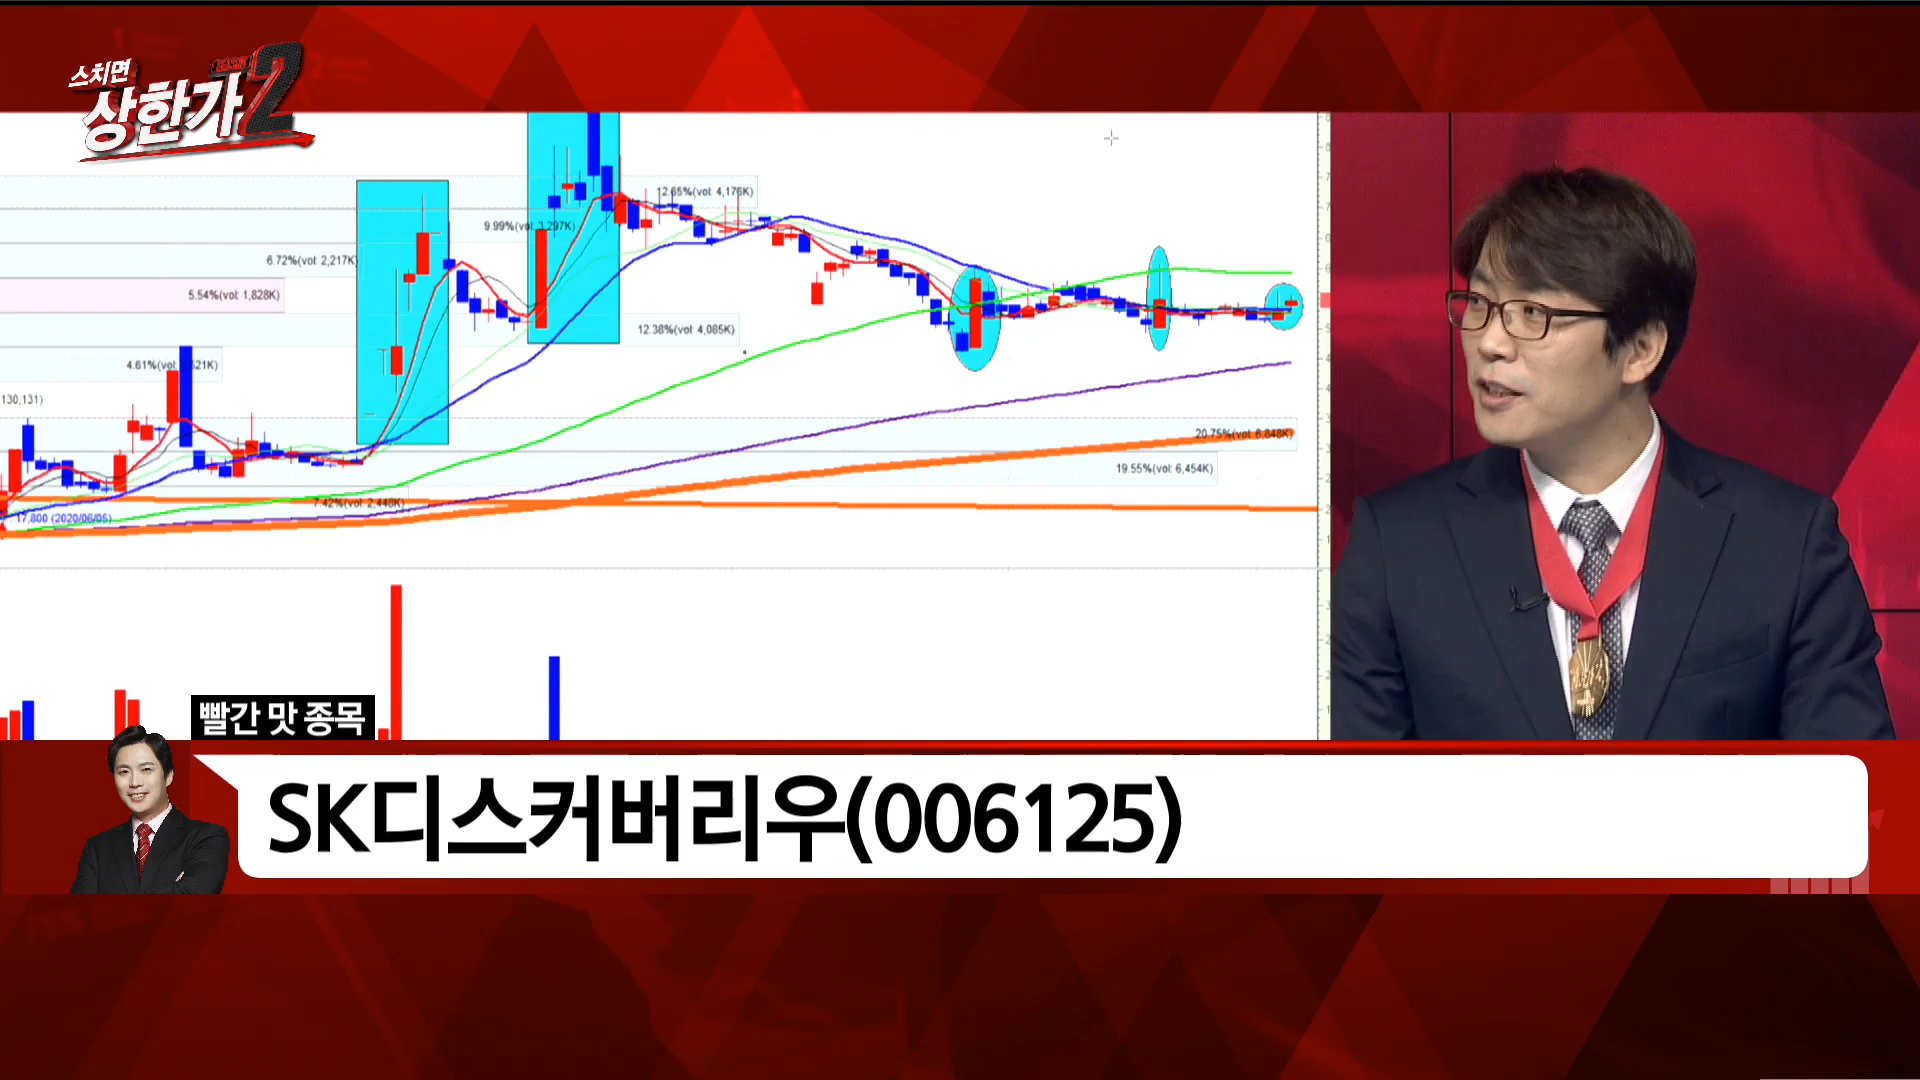 스치면
상한가2
12.65%(vol: 4,176K)
9.99%(vol: 3,297K)
6.72%(vol: 2,217K)
5.54%(vol: 1,828K)
12.38%(vol: 4,085K)
130,131)
20.75%(vol: 6,848K)
19.55%(vol: 6,454K)
7.42%(vol: 2,448K)
17,800 (2020/06/05)
빨간 맛 종목
SK디스커버리우(006125)